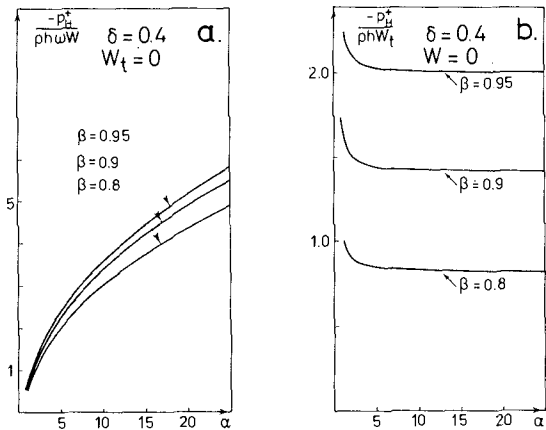 -p_H^+ / ρhωW
δ = 0.4
W_t = 0
a.
β = 0.95
β = 0.9
β = 0.8
5
1
5 10 15 20 α
-p_H^+ / ρhW_t
δ = 0.4
W = 0
b.
2.0
β = 0.95
β = 0.9
1.0
β = 0.8
5 10 15 20 α